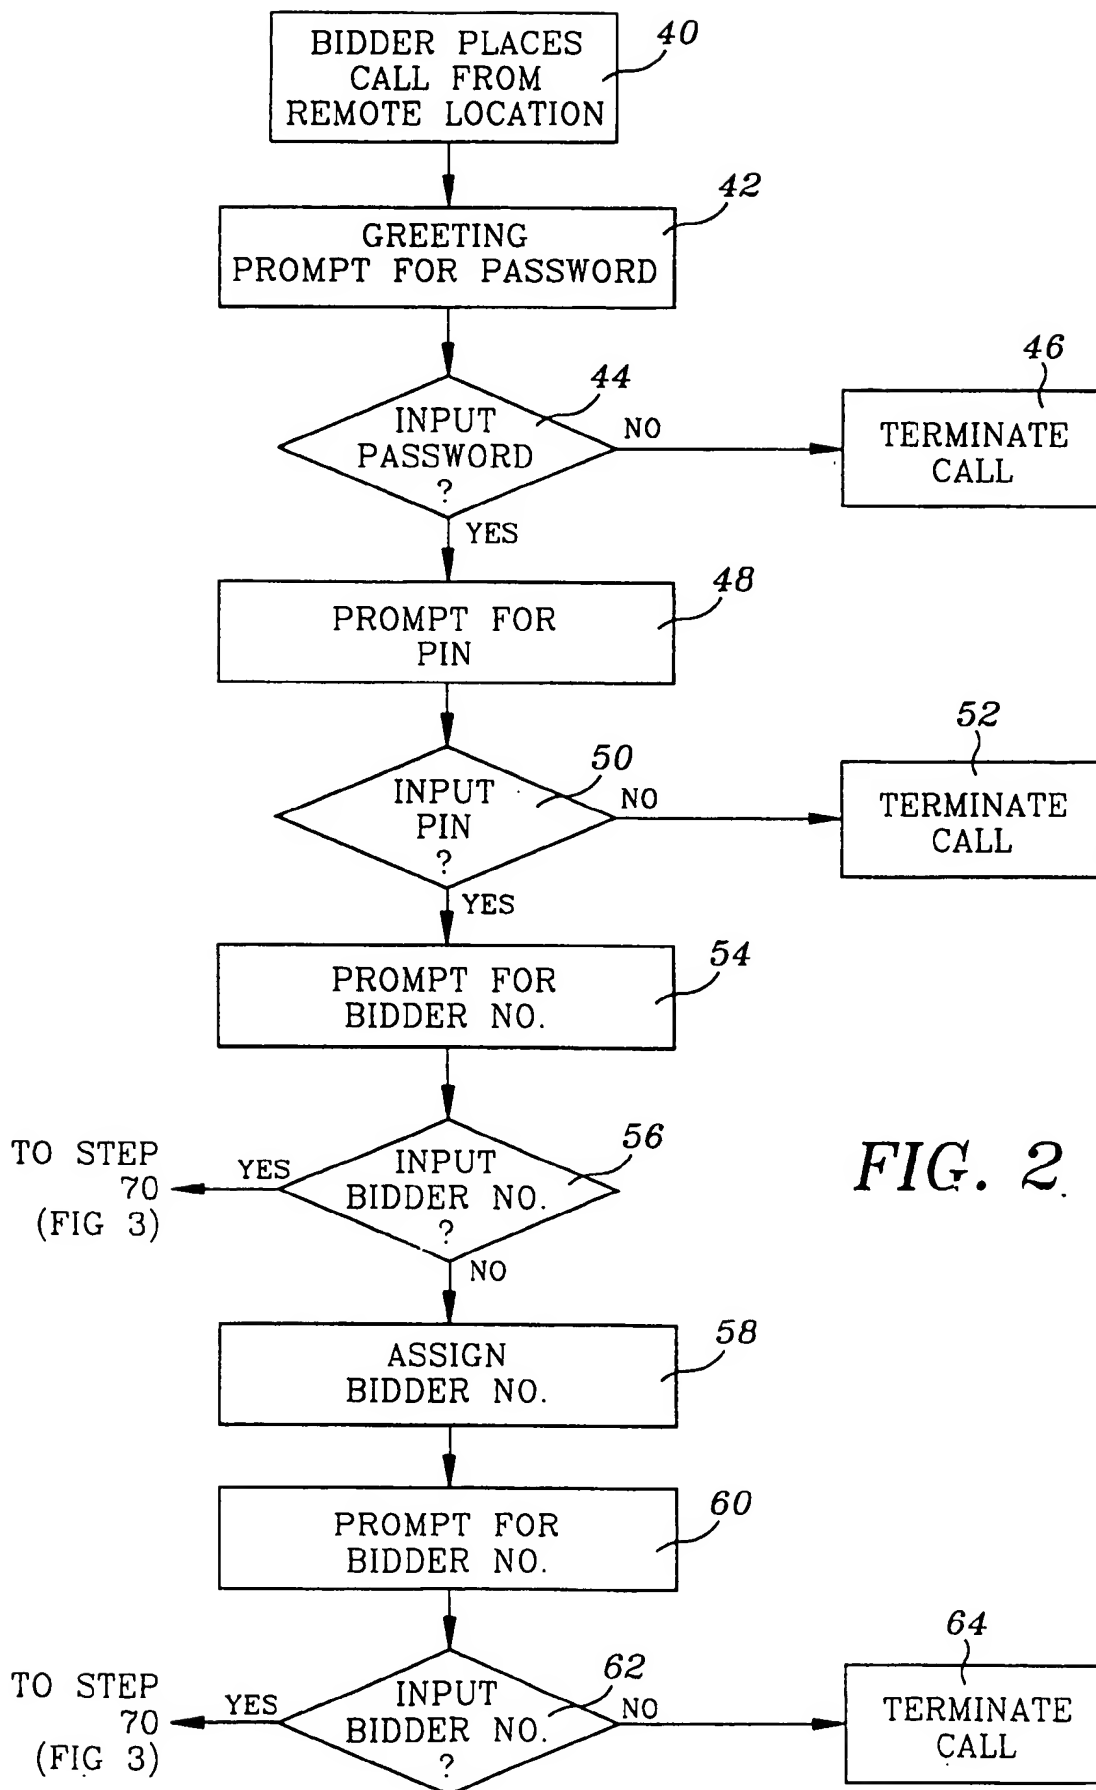 BIDDER PLACES
CALL FROM
REMOTE LOCATION
40
GREETING
PROMPT FOR PASSWORD
42
INPUT
PASSWORD
?
44
NO
TERMINATE
CALL
46
YES
PROMPT FOR
PIN
48
INPUT
PIN
?
50
NO
TERMINATE
CALL
52
YES
PROMPT FOR
BIDDER NO.
54
INPUT
BIDDER NO.
?
56
YES
TO STEP
70
(FIG 3)
FIG. 2
NO
ASSIGN
BIDDER NO.
58
PROMPT FOR
BIDDER NO.
60
INPUT
BIDDER NO.
?
62
YES
TO STEP
70
(FIG 3)
NO
TERMINATE
CALL
64